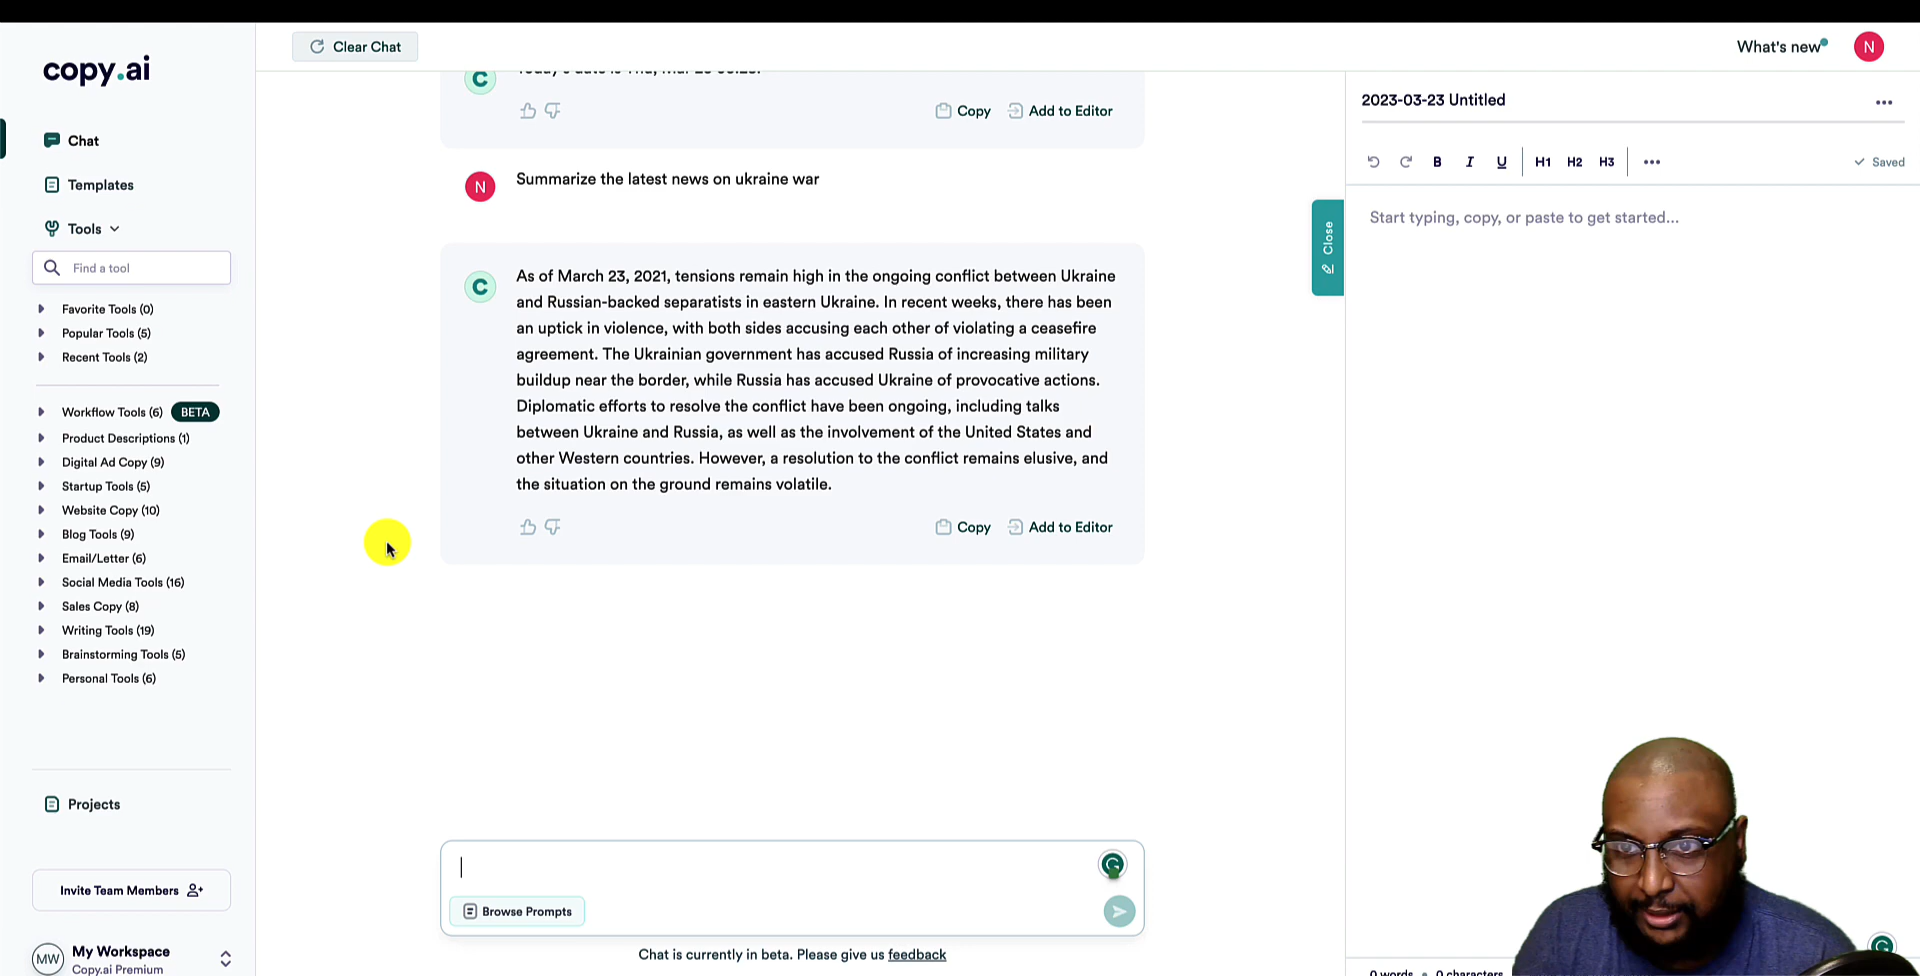 copy.ai
Clear Chat
What's new
N
Chat
Templates
Tools
Find a tool
Favorite Tools (0)
Popular Tools (5)
Recent Tools (2)
Workflow Tools (6) BETA
Product Descriptions (1)
Digital Ad Copy (9)
Startup Tools (5)
Website Copy (10)
Blog Tools (9)
Email/Letter (6)
Social Media Tools (16)
Sales Copy (8)
Writing Tools (19)
Brainstorming Tools (5)
Personal Tools (6)
Projects
Invite Team Members
MW My Workspace
Copy.ai Premium
C
Copy Add to Editor
N Summarize the latest news on ukraine war
C
As of March 23, 2021, tensions remain high in the ongoing conflict between Ukraine
and Russian-backed separatists in eastern Ukraine. In recent weeks, there has been
an uptick in violence, with both sides accusing each other of violating a ceasefire
agreement. The Ukrainian government has accused Russia of increasing military
buildup near the border, while Russia has accused Ukraine of provocative actions.
Diplomatic efforts to resolve the conflict have been ongoing, including talks
between Ukraine and Russia, as well as the involvement of the United States and
other Western countries. However, a resolution to the conflict remains elusive, and
the situation on the ground remains volatile.
Copy Add to Editor
Browse Prompts
Chat is currently in beta. Please give us feedback
Close
2023-03-23 Untitled
B I U H1 H2 H3 Saved
Start typing, copy, or paste to get started...
0 words 0 characters